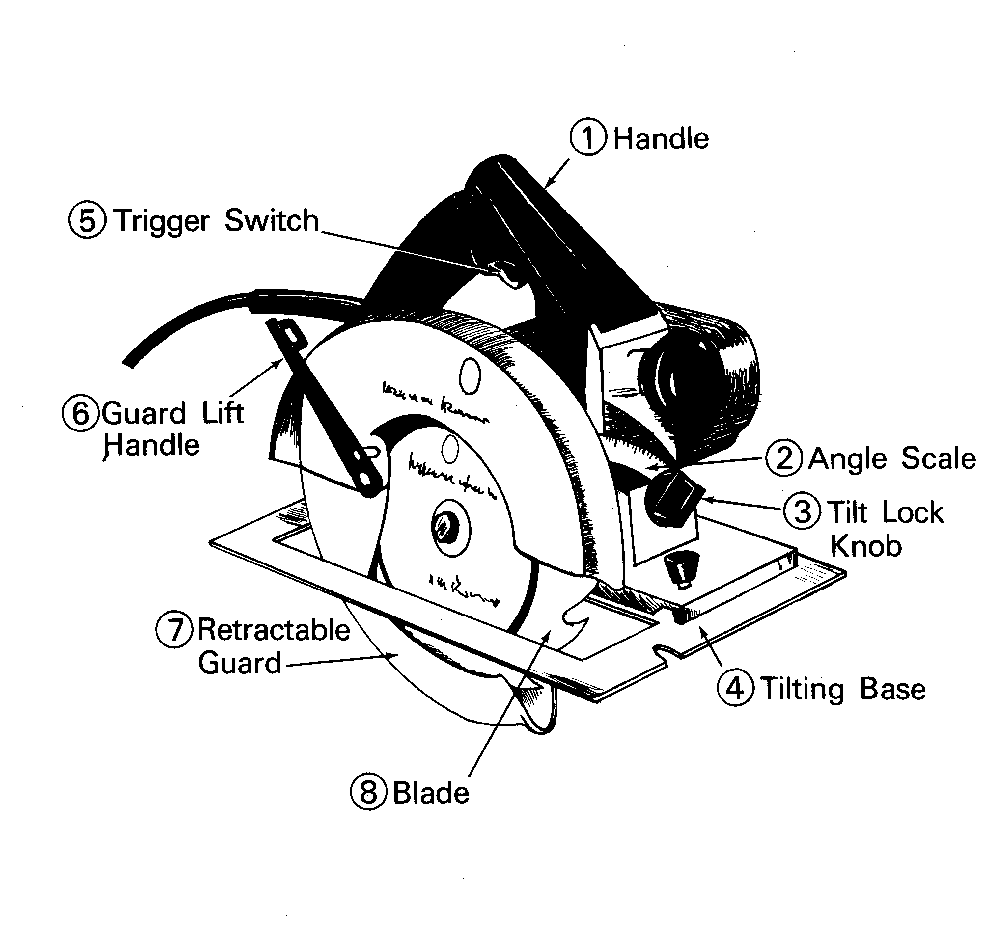 1 Handle
5 Trigger Switch
6 Guard Lift
Handle
2 Angle Scale
3 Tilt Lock
Knob
7 Retractable
Guard
4 Tilting Base
8 Blade